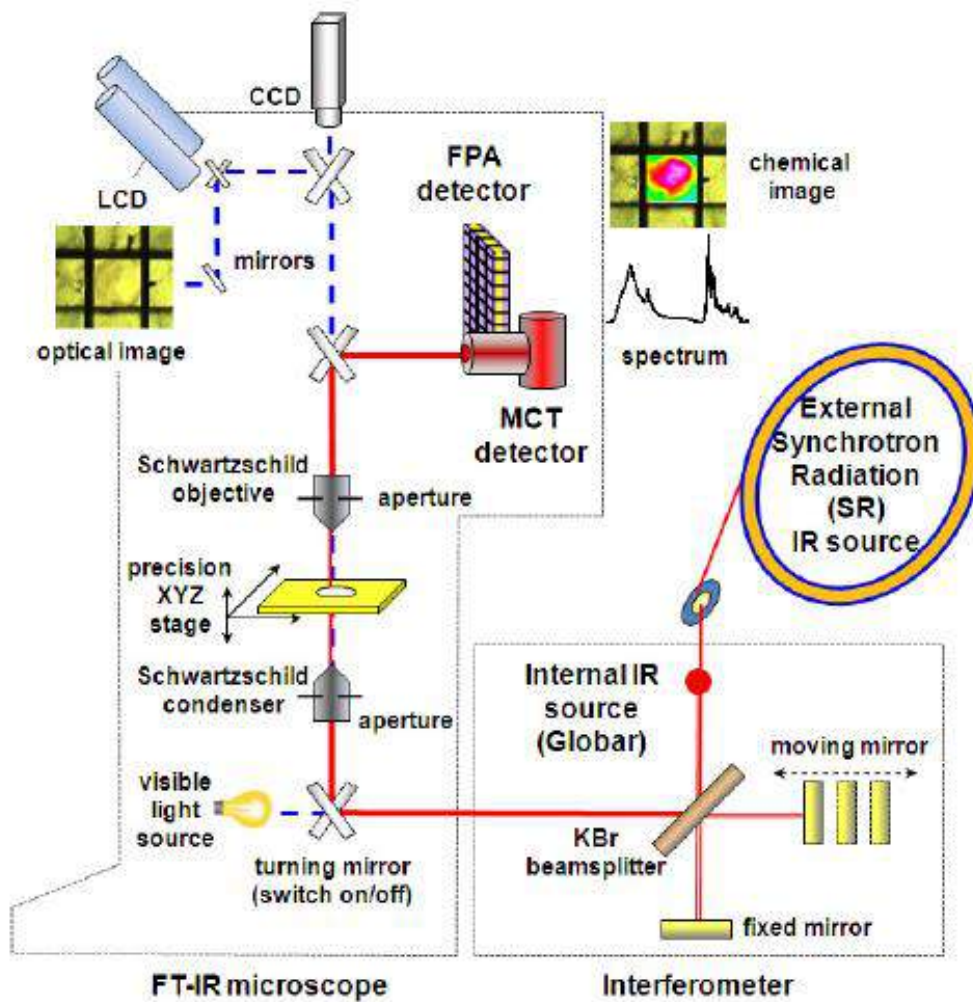 CCD
LCD
FPA
detector
chemical
image
mirrors
optical image
spectrum
MCT
detector
External
Synchrotron
Radiation
(SR)
IR source
Schwartzschild
objective
aperture
precision
XYZ
stage
Schwartzschild
condenser
aperture
Internal IR
source
(Globar)
moving mirror
visible
light
source
KBr
beamsplitter
turning mirror
(switch on/off)
fixed mirror
FT-IR microscope
Interferometer